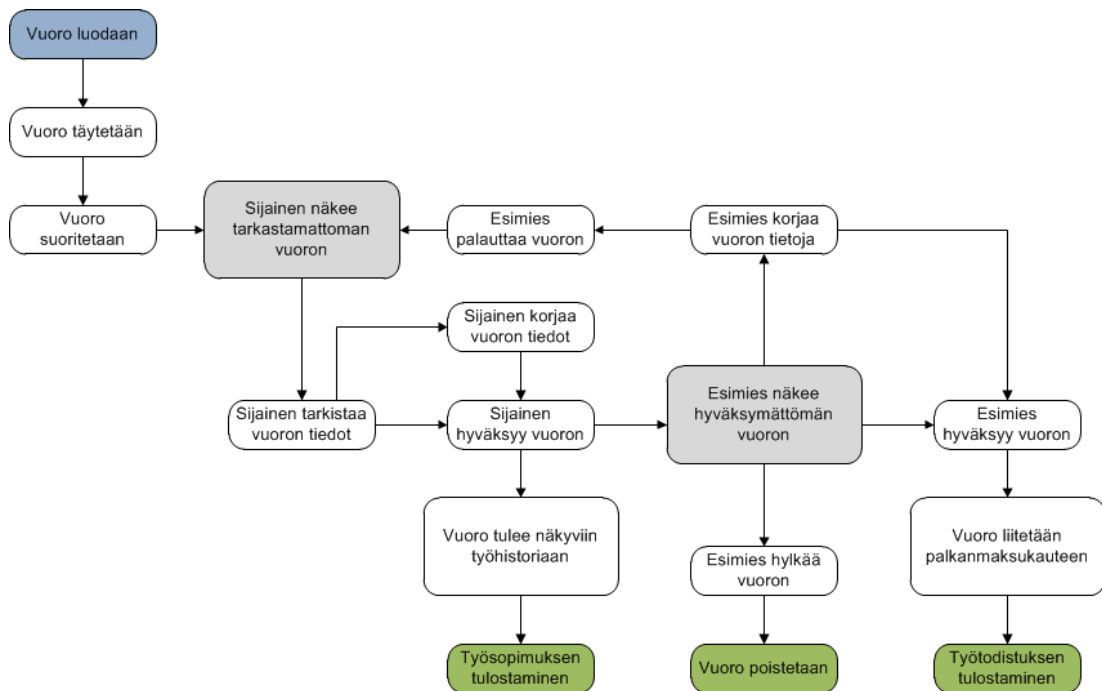 Vuoro luodaan
Vuoro täytetään
Vuoro
suoritetaan
Sijainen näkee
tarkastamattoman
vuoron
Esimies
palauttaa vuoron
Esimies korjaa
vuoron tietoja
Sijainen korjaa
vuoron tiedot
Sijainen tarkistaa
vuoron tiedot
Sijainen
hyväksyy vuoron
Esimies näkee
hyväksymättömän
vuoron
Esimies
hyväksyy vuoron
Vuoro tulee näkyviin
työhistoriaan
Esimies hylkää
vuoron
Vuoro liitetään
palkanmaksukauteen
Työsopimuksen
tulostaminen
Vuoro poistetaan
Työtodistuksen
tulostaminen